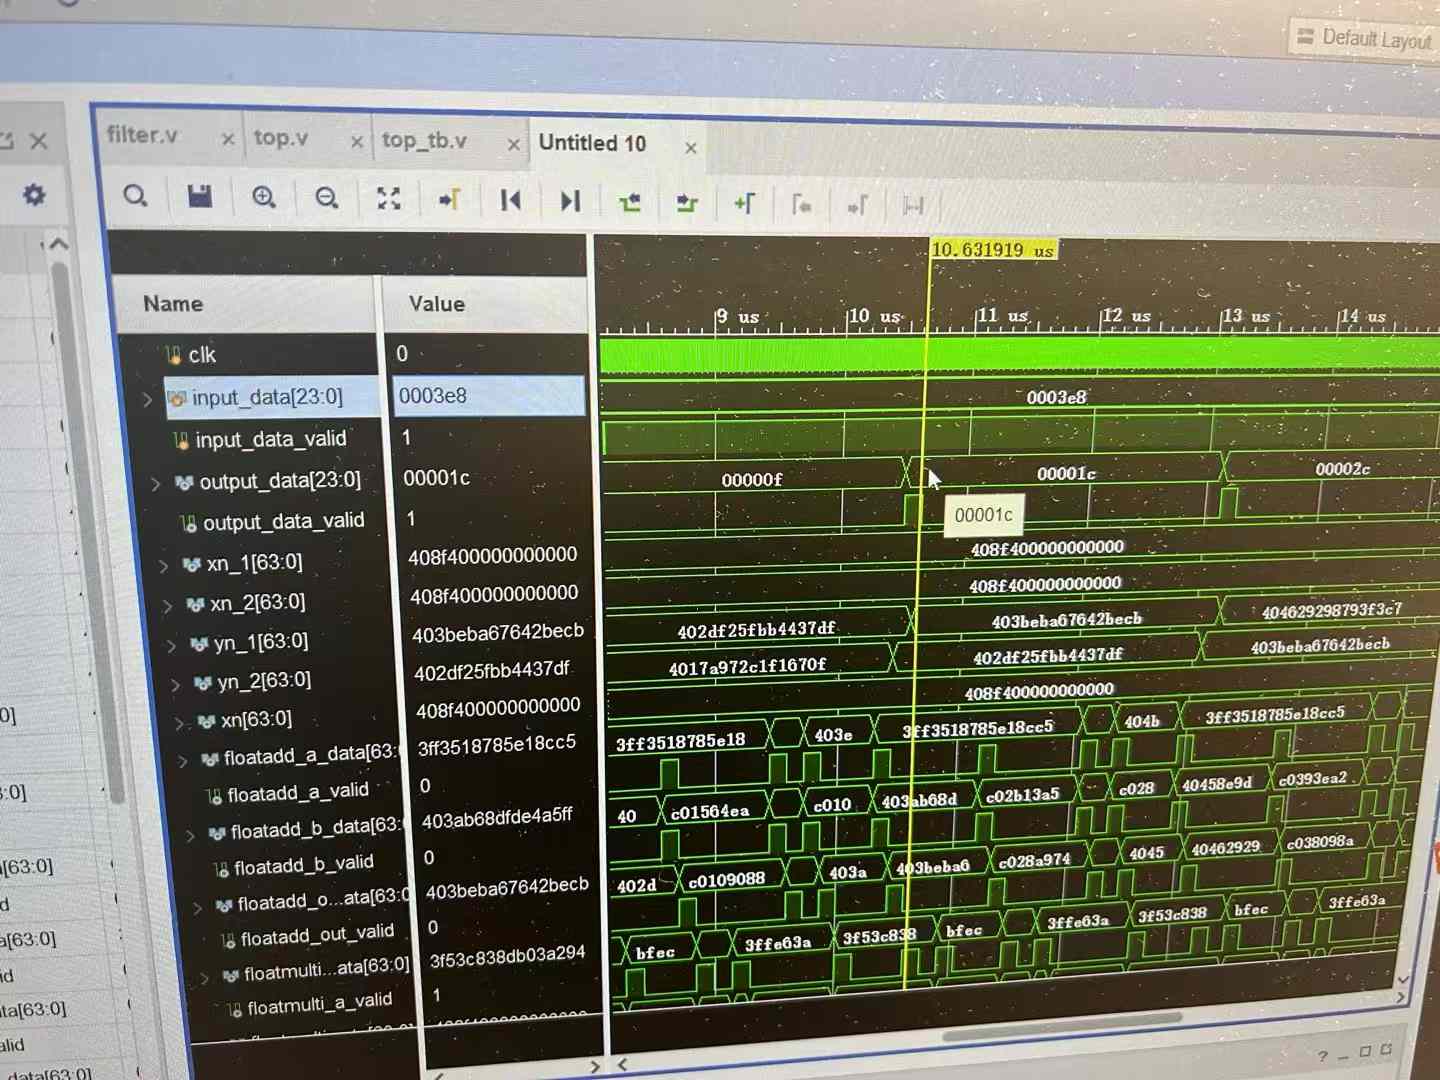 Default Layout
filter.v
top.v
top_tb.v
Untitled 10
10.631919 us
Name
Value
9 us
10 us
11 us
12 us
13 us
14 us
clk
0
input_data[23:0]
0003e8
0003e8
input_data_valid
1
output_data[23:0]
00001c
00000f
00001c
00002c
output_data_valid
1
00001c
xn_1[63:0]
408f400000000000
408f400000000000
xn_2[63:0]
408f400000000000
408f400000000000
yn_1[63:0]
403beba67642becb
402df25fbb4437df
403beba67642becb
404629298793f3c7
yn_2[63:0]
402df25fbb4437df
4017a972c1f1670f
402df25fbb4437df
403beba67642becb
xn[63:0]
408f400000000000
408f400000000000
floatadd_a_data[63:
3ff3518785e18cc5
3ff3518785e18
403e
3ff3518785e18cc5
404b
3ff3518785e18cc5
floatadd_a_valid
0
floatadd_b_data[63:
403ab68dfde4a5ff
40
c01564ea
c010
403ab68d
c02b13a5
c028
40458e9d
c0393ea2
floatadd_b_valid
0
floatadd_o...ata[63:0
403beba67642becb
402d
c0109088
403a
403beba6
c028a974
4045
40462929
c038098a
floatadd_out_valid
0
floatmulti...ata[63:0]
3f53c838db03a294
bfec
3ffe63a
3f53c838
bfec
3ffe63a
3f53c838
bfec
3ffe63a
floatmulti_a_valid
1
0]
:0]
a[63:0]
d
a[63:0]
id
ata[63:0]
alid
data[63:0]